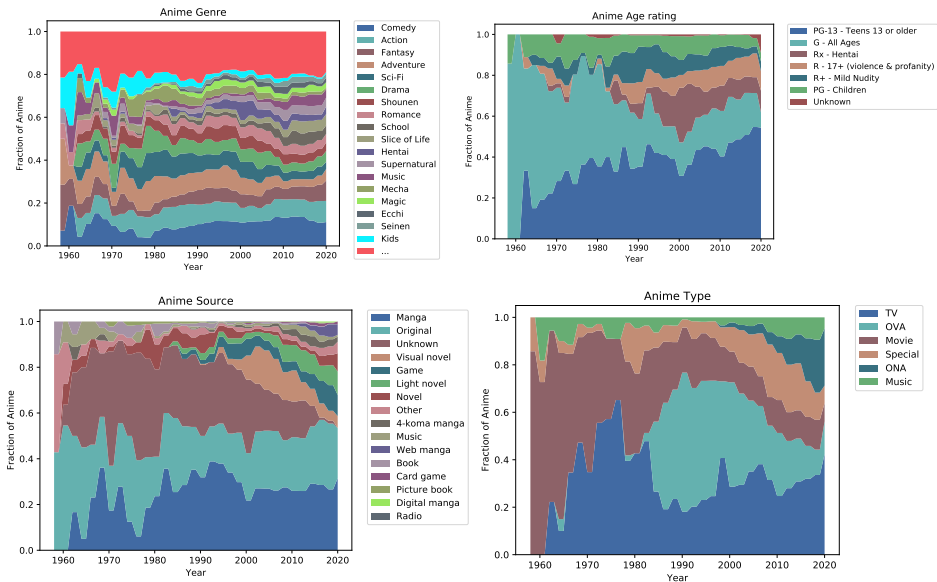 Anime Genre
Fraction of Anime
1.0
0.8
0.6
0.4
0.2
0.0
1960 1970 1980 1990 2000 2010 2020
Year
Comedy
Action
Fantasy
Adventure
Sci-Fi
Drama
Shounen
Romance
School
Slice of Life
Hentai
Supernatural
Music
Mecha
Magic
Ecchi
Seinen
Kids
...
Anime Age rating
Fraction of Anime
1.0
0.8
0.6
0.4
0.2
0.0
1960 1970 1980 1990 2000 2010 2020
Year
PG-13 - Teens 13 or older
G - All Ages
Rx - Hentai
R - 17+ (violence & profanity)
R+ - Mild Nudity
PG - Children
Unknown
Anime Source
Fraction of Anime
1.0
0.8
0.6
0.4
0.2
0.0
1960 1970 1980 1990 2000 2010 2020
Year
Manga
Original
Unknown
Visual novel
Game
Light novel
Novel
Other
4-koma manga
Music
Web manga
Book
Card game
Picture book
Digital manga
Radio
Anime Type
Fraction of Anime
1.0
0.8
0.6
0.4
0.2
0.0
1960 1970 1980 1990 2000 2010 2020
Year
TV
OVA
Movie
Special
ONA
Music